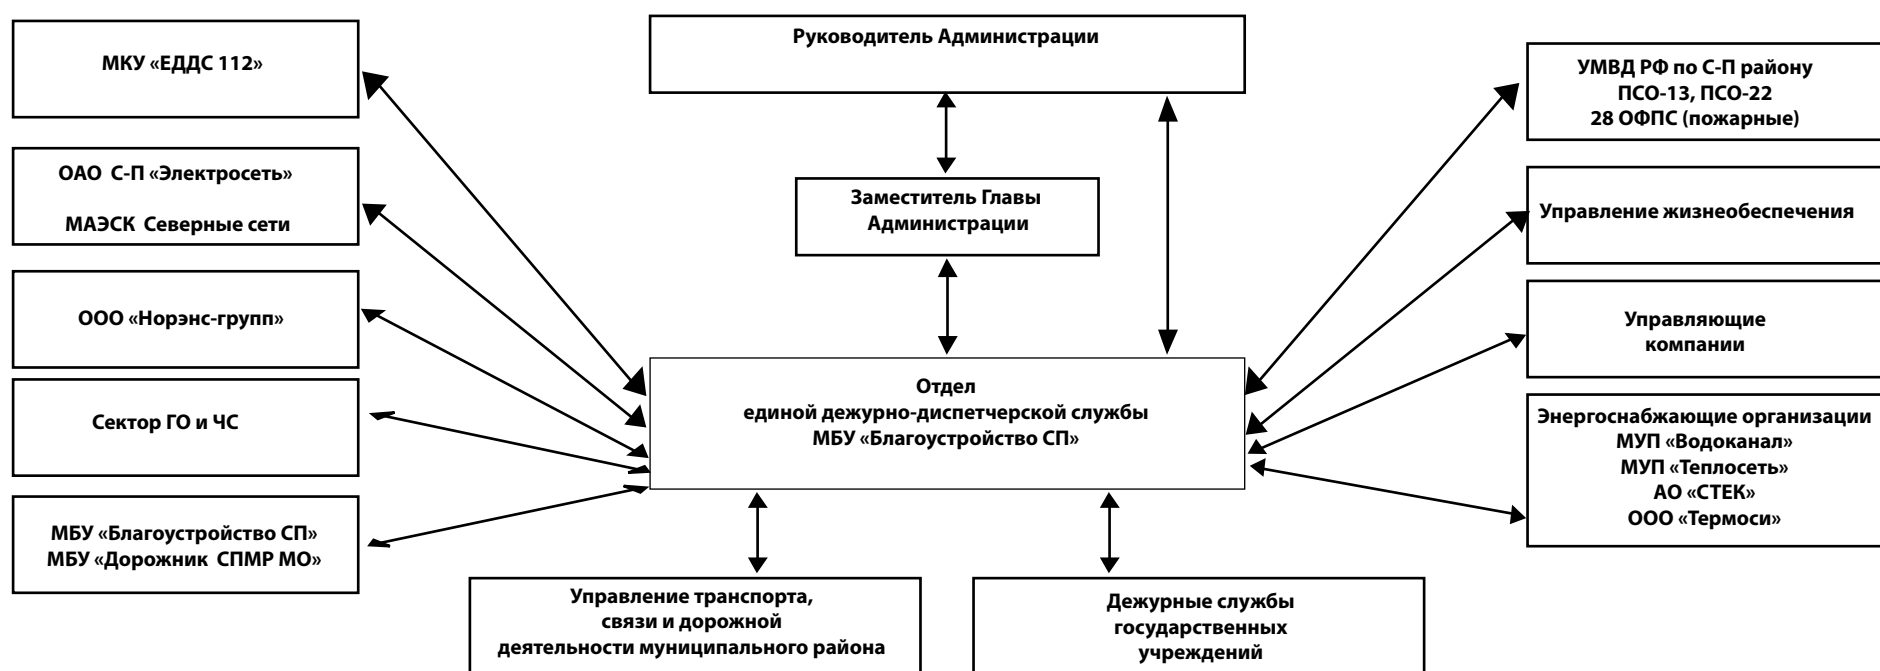 Руководитель Администрации
МКУ «ЕДДС 112»
ОАО С-П «Электросеть»
МАЭСК Северные сети
ООО «Норэнс-групп»
Сектор ГО и ЧС
МБУ «Благоустройство СП»
МБУ «Дорожник СПМР МО»
Заместитель Главы
Администрации
Отдел
единой дежурно-диспетчерской службы
МБУ «Благоустройство СП»
Управление транспорта,
связи и дорожной
деятельности муниципального района
Дежурные службы
государственных
учреждений
УМВД РФ по С-П району
ПСО-13, ПСО-22
28 ОФПС (пожарные)
Управление жизнеобеспечения
Управляющие
компании
Энергоснабжающие организации
МУП «Водоканал»
МУП «Теплосеть»
АО «СТЕК»
ООО «Термоси»